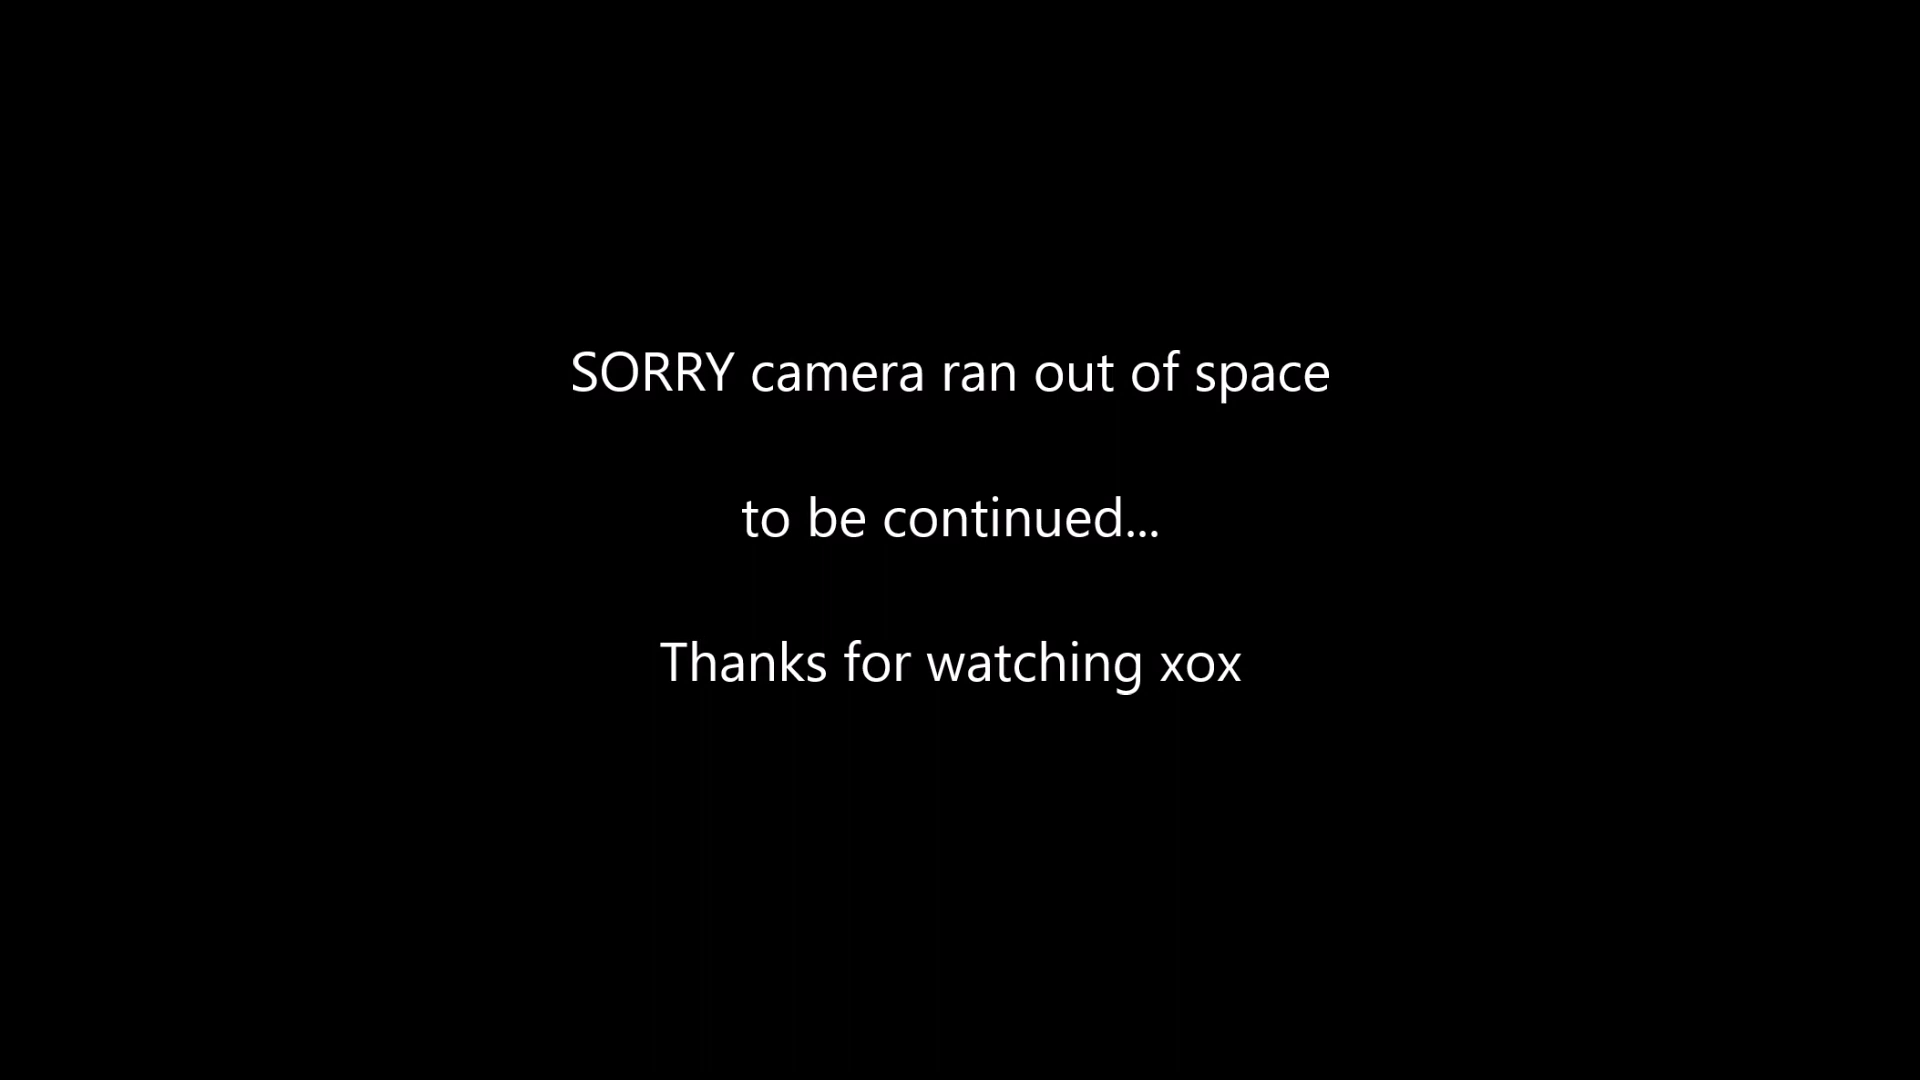 SORRY camera ran out of space
to be continued...
Thanks for watching xox